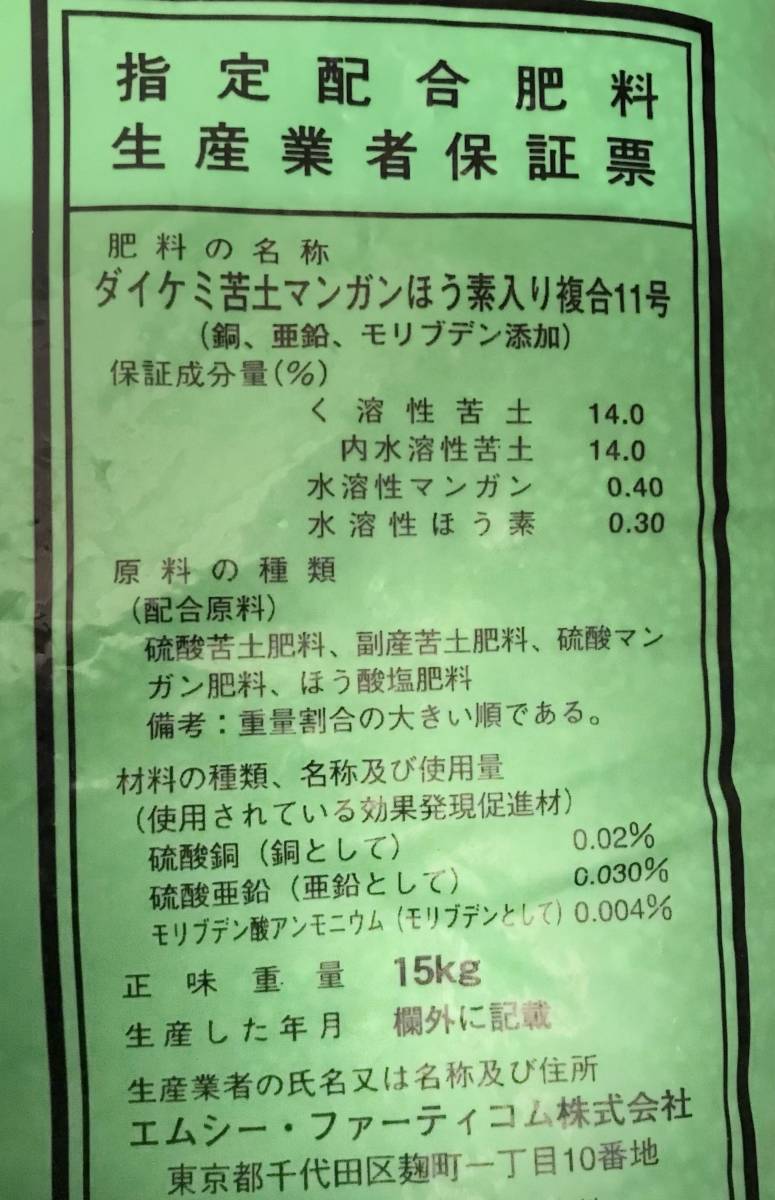 指定配合肥料
生産業者保証票
肥料の名称
ダイケミ苦土マンガンほう素入り複合11号
(銅、亜鉛、モリブデン添加)
保証成分量(%)
く溶性苦土 14.0
内水溶性苦土 14.0
水溶性マンガン 0.40
水溶性ほう素 0.30
原料の種類
(配合原料)
硫酸苦土肥料、副産苦土肥料、硫酸マン
ガン肥料、ほう酸塩肥料
備考:重量割合の大きい順である。
材料の種類、名称及び使用量
(使用されている効果発現促進材)
硫酸銅(銅として) 0.02%
硫酸亜鉛(亜鉛として) 0.030%
モリブデン酸アンモニウム(モリブデンとして) 0.004%
正味重量 15kg
生産した年月 欄外に記載
生産業者の氏名又は名称及び住所
エムシー・ファーティコム株式会社
東京都千代田区麹町一丁目10番地